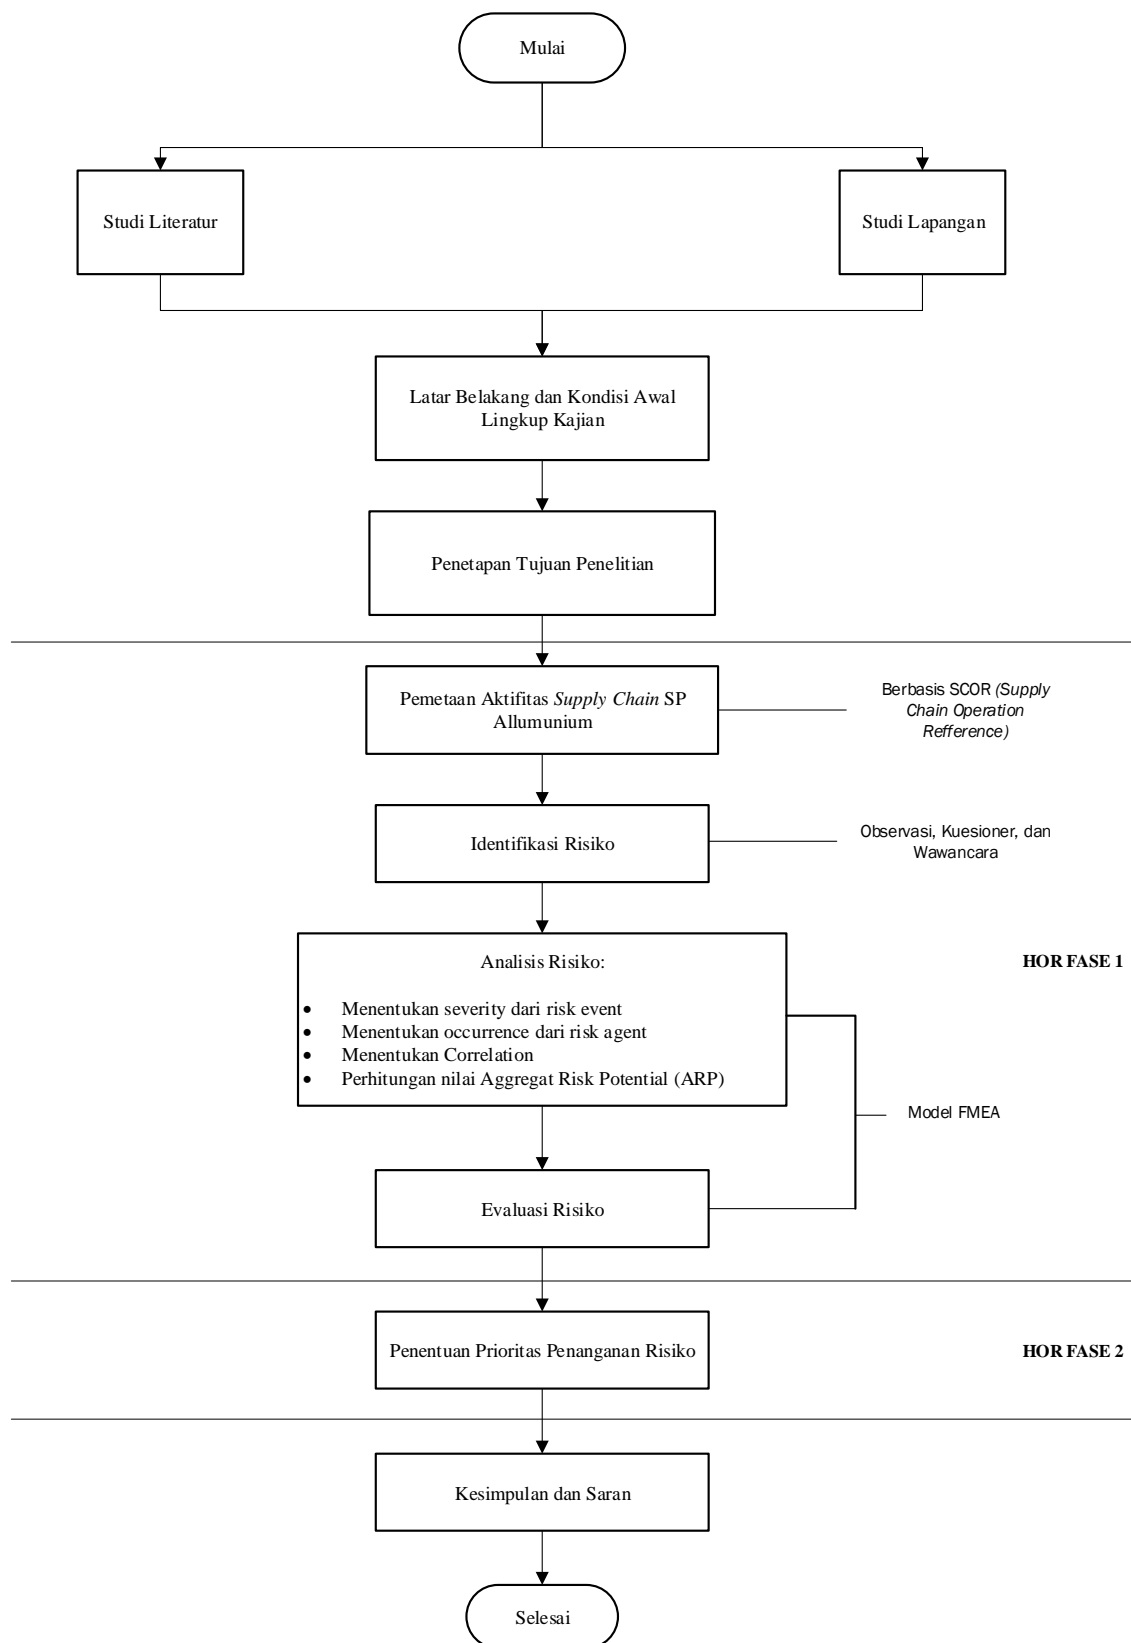 Mulai
Studi Literatur
Studi Lapangan
Latar Belakang dan Kondisi Awal
Lingkup Kajian
Penetapan Tujuan Penelitian
Pemetaan Aktifitas Supply Chain SP
Allumunium
Berbasis SCOR (Supply
Chain Operation
Refference)
Identifikasi Risiko
Observasi, Kuesioner, dan
Wawancara
Analisis Risiko:
• Menentukan severity dari risk event
• Menentukan occurrence dari risk agent
• Menentukan Correlation
• Perhitungan nilai Aggregat Risk Potential (ARP)
HOR FASE 1
Model FMEA
Evaluasi Risiko
Penentuan Prioritas Penanganan Risiko
HOR FASE 2
Kesimpulan dan Saran
Selesai